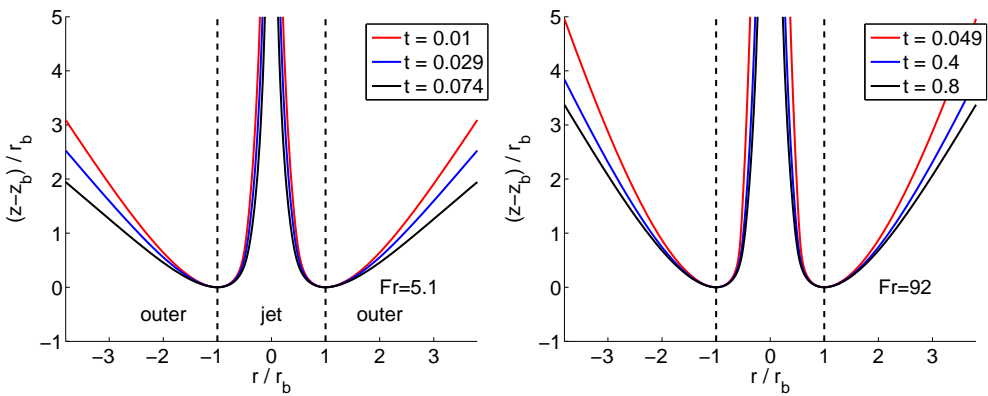 5
4
3
2
1
0
−1
(z−z_b) / r_b
t = 0.01
t = 0.029
t = 0.074
Fr=5.1
outer jet outer
−3 −2 −1 0 1 2 3
r / r_b
5
4
3
2
1
0
−1
(z−z_b) / r_b
t = 0.049
t = 0.4
t = 0.8
Fr=92
−3 −2 −1 0 1 2 3
r / r_b